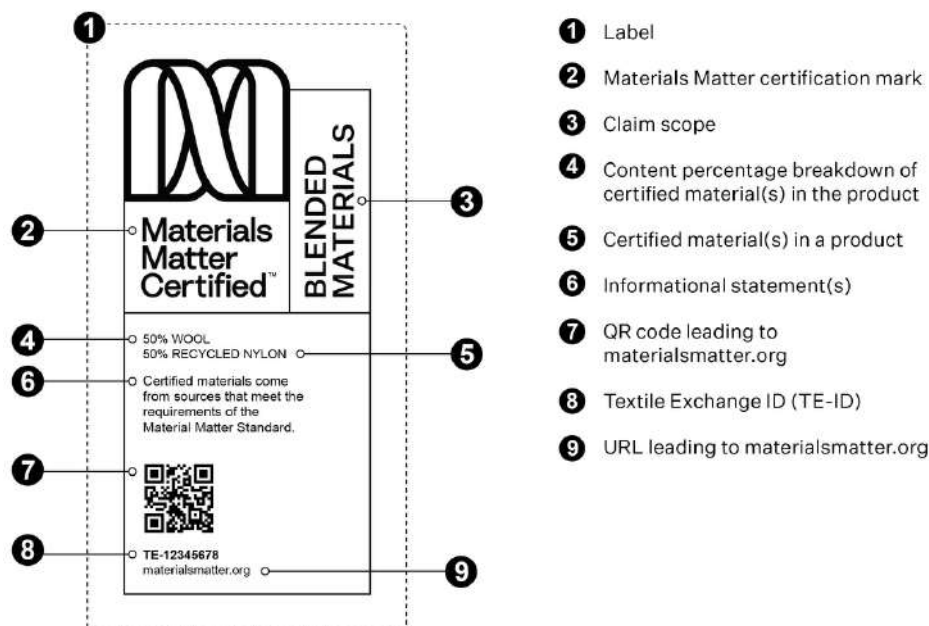 1
2
3
4
5
6
7
8
9
Materials
Matter
Certified™
BLENDED
MATERIALS
50% WOOL
50% RECYCLED NYLON
Certified materials come
from sources that meet the
requirements of the
Material Matter Standard.
TE-12345678
materialsmatter.org
1 Label
2 Materials Matter certification mark
3 Claim scope
4 Content percentage breakdown of
certified material(s) in the product
5 Certified material(s) in a product
6 Informational statement(s)
7 QR code leading to
materialsmatter.org
8 Textile Exchange ID (TE-ID)
9 URL leading to materialsmatter.org